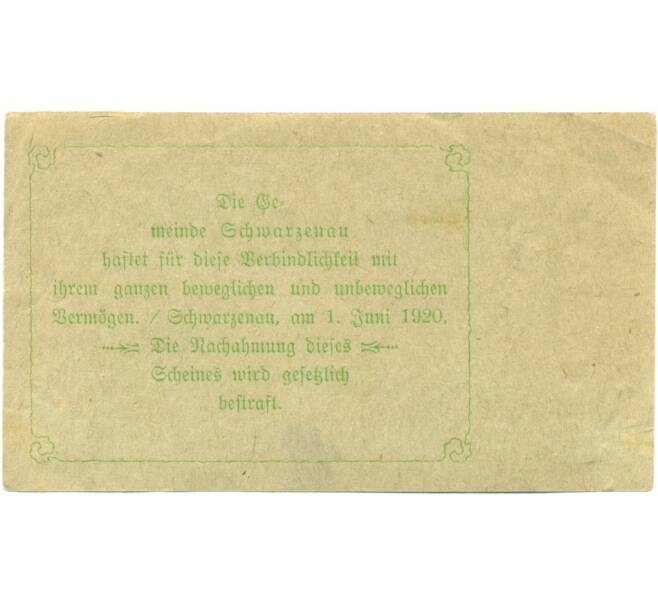 Die Ge-
meinde Schwarzenau
haftet für diese Verbindlichkeit mit
ihrem ganzen beweglichen und unbeweglichen
Vermögen. / Schwarzenau, am 1. Juni 1920.
Die Nachahmung dieses
Scheines wird gesetzlich
bestraft.